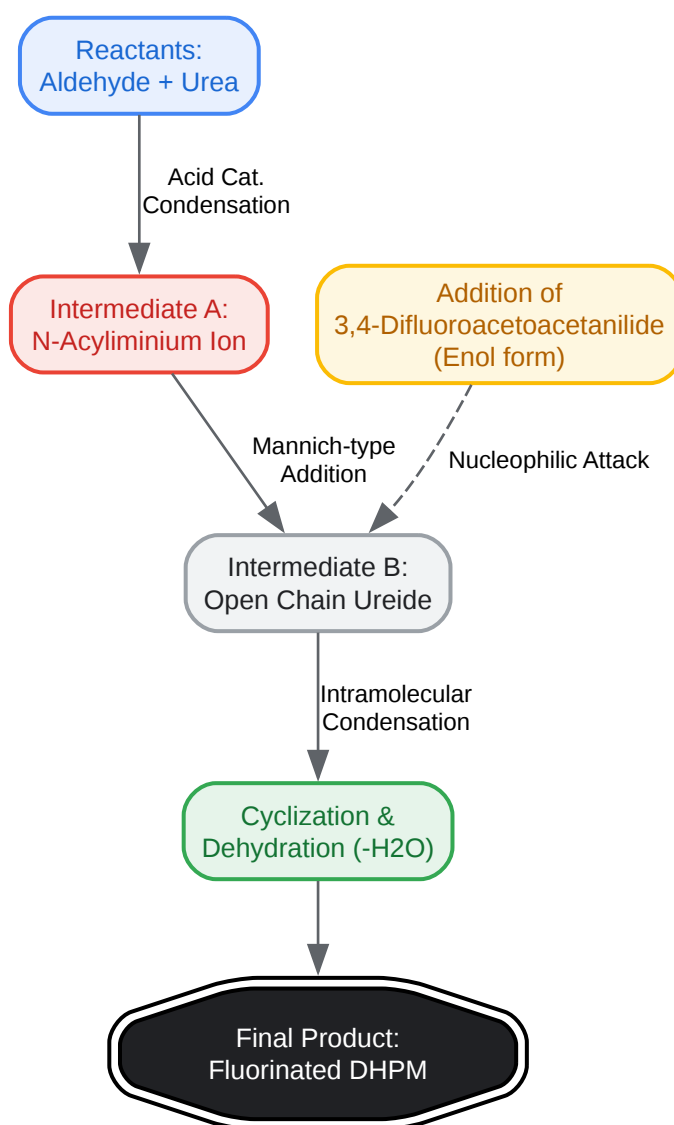 Reactants:
Aldehyde + Urea
Acid Cat.
Condensation
Intermediate A:
N-Acyliminium Ion
Addition of
3,4-Difluoroacetoacetanilide
(Enol form)
Mannich-type
Addition
Nucleophilic Attack
Intermediate B:
Open Chain Ureide
Intramolecular
Condensation
Cyclization &
Dehydration (-H2O)
Final Product:
Fluorinated DHPM